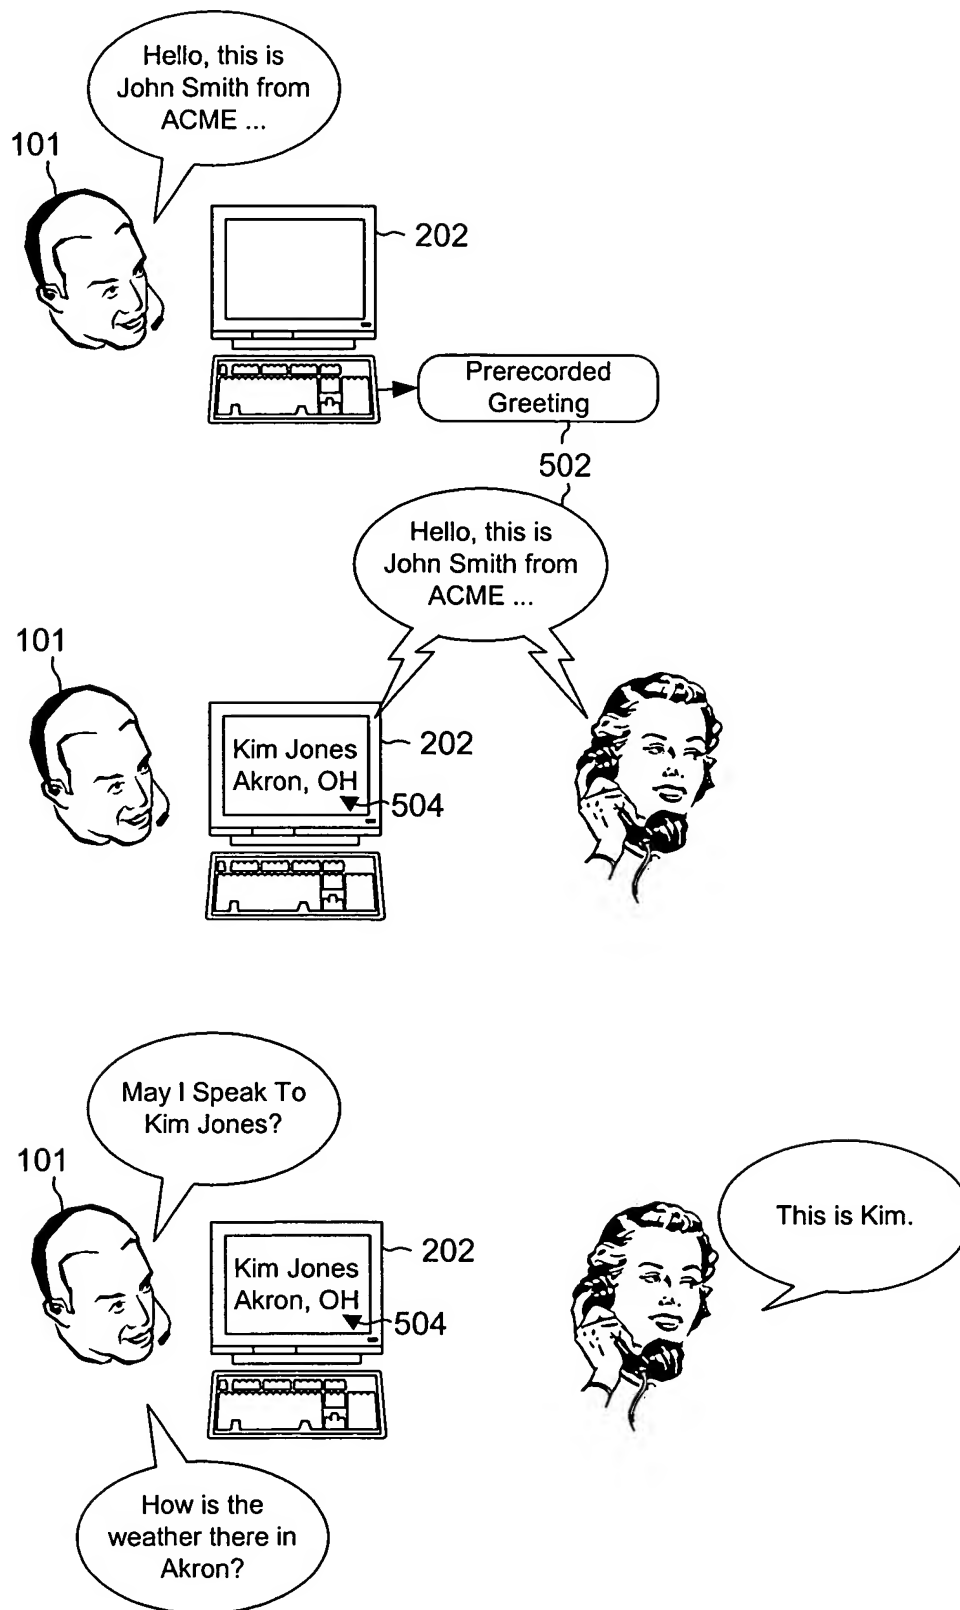 Hello, this is
John Smith from
ACME ...
101
202
Prerecorded
Greeting
502
Hello, this is
John Smith from
ACME ...
101
Kim Jones
Akron, OH
202
504
May I Speak To
Kim Jones?
101
This is Kim.
Kim Jones
Akron, OH
202
504
How is the
weather there in
Akron?